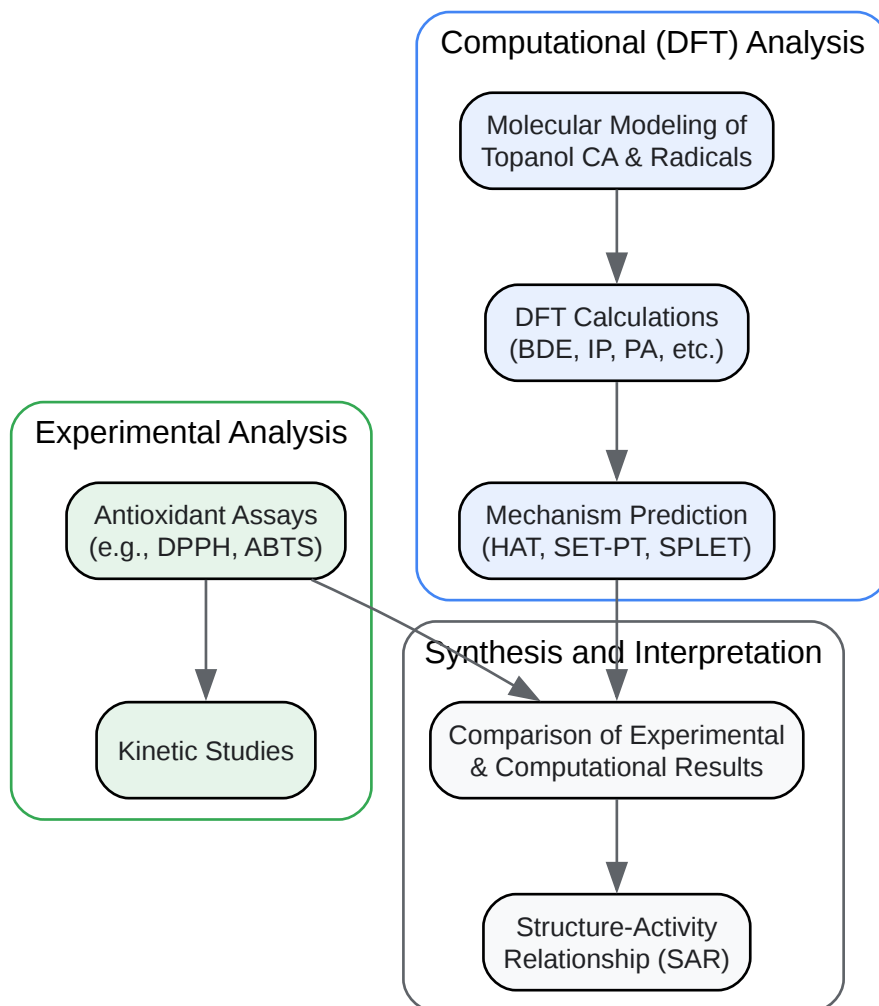 Computational (DFT) Analysis
Molecular Modeling of
Topanol CA & Radicals
DFT Calculations
(BDE, IP, PA, etc.)
Mechanism Prediction
(HAT, SET-PT, SPLET)
Experimental Analysis
Antioxidant Assays
(e.g., DPPH, ABTS)
Kinetic Studies
Synthesis and Interpretation
Comparison of Experimental
& Computational Results
Structure-Activity
Relationship (SAR)